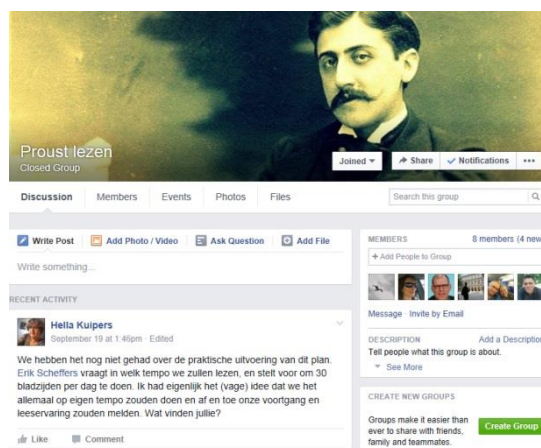 Proust lezen
Closed Group
Joined
Share
Notifications
Discussion
Members
Events
Photos
Files
Search this group
Write Post
Add Photo / Video
Ask Question
Add File
Write something...
RECENT ACTIVITY
Hella Kuipers
September 19 at 1:46pm · Edited
We hebben het nog niet gehad over de praktische uitvoering van dit plan.
Erik Scheffers vraagt in welk tempo we zullen lezen, en stelt voor om 30
bladzijden per dag te doen. Ik had eigenlijk het (vage) idee dat we het
allemaal op eigen tempo zouden doen en af en toe onze voortgang en
leeservaring zouden melden. Wat vinden jullie?
Like
Comment
MEMBERS
8 members (4 new
+ Add People to Group
Message · Invite by Email
DESCRIPTION
Add a Description
Tell people what this group is about.
See More
CREATE NEW GROUPS
Groups make it easier than
ever to share with friends,
family and teammates.
Create Group